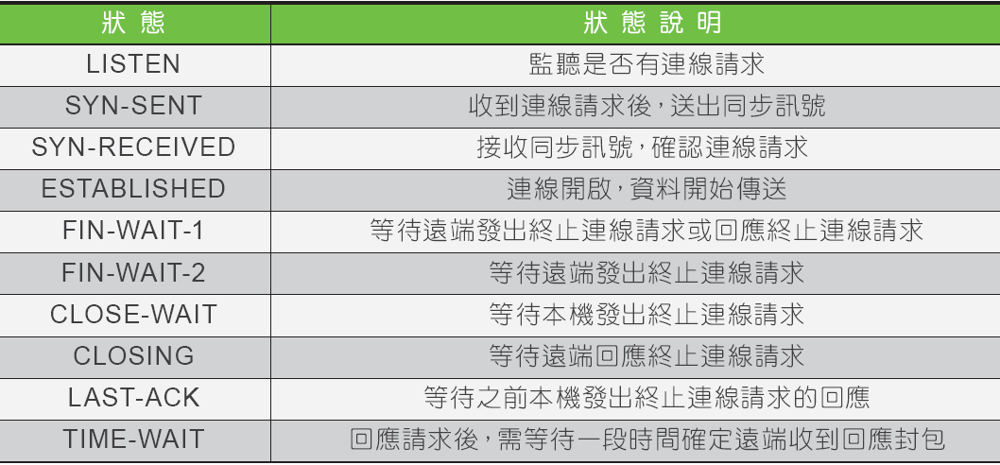 狀態 狀態說明
LISTEN 監聽是否有連線請求
SYN-SENT 收到連線請求後，送出同步訊號
SYN-RECEIVED 接收同步訊號，確認連線請求
ESTABLISHED 連線開啟，資料開始傳送
FIN-WAIT-1 等待遠端發出終止連線請求或回應終止連線請求
FIN-WAIT-2 等待遠端發出終止連線請求
CLOSE-WAIT 等待本機發出終止連線請求
CLOSING 等待遠端回應終止連線請求
LAST-ACK 等待之前本機發出終止連線請求的回應
TIME-WAIT 回應請求後，需等待一段時間確定遠端收到回應封包